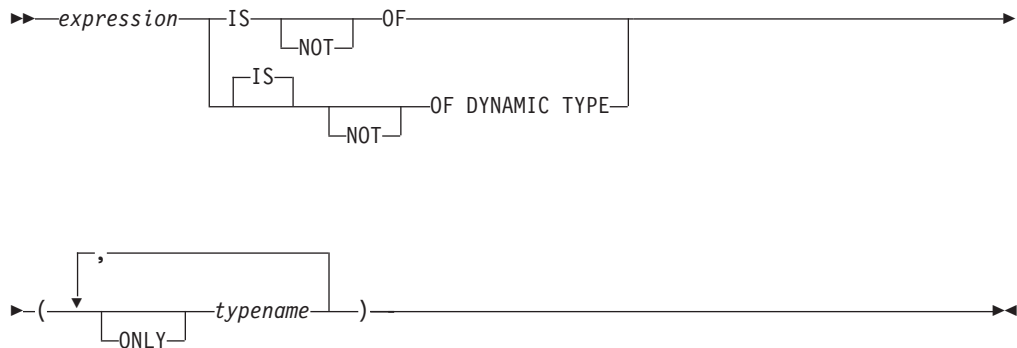 expression IS OF
NOT
IS
OF DYNAMIC TYPE
NOT
,
( typename )
ONLY